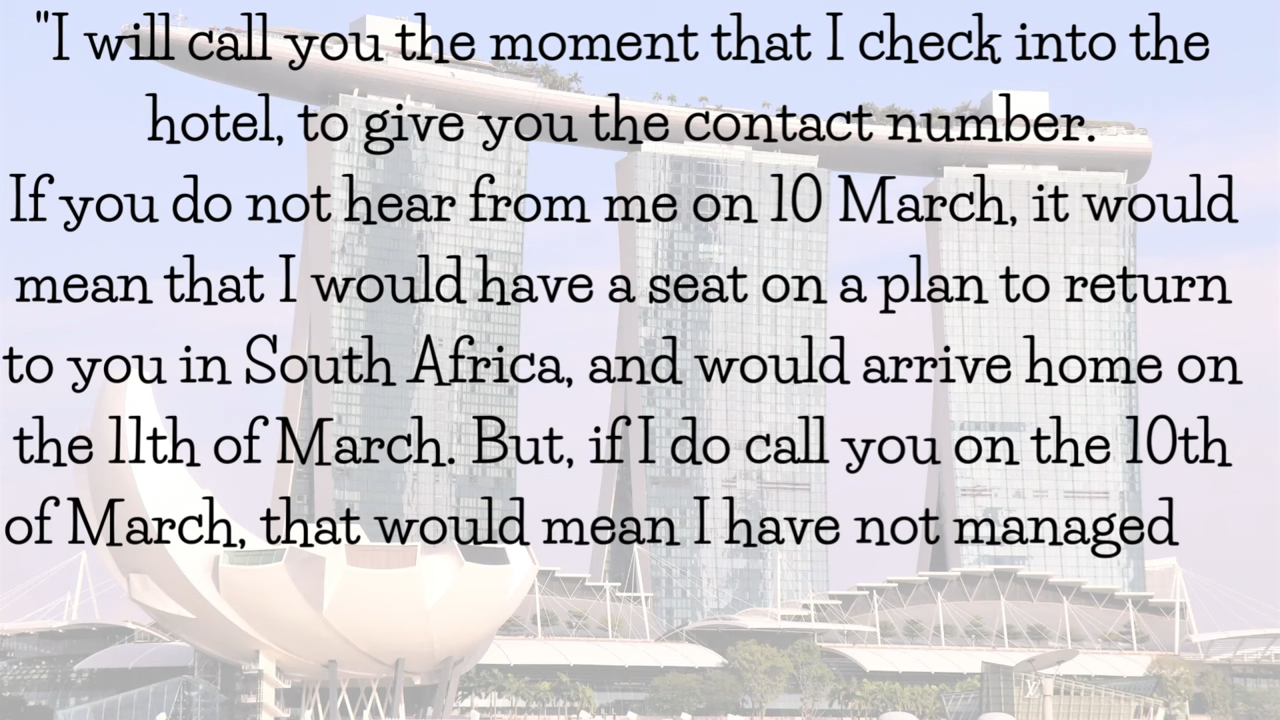 "I will call you the moment that I check into the
hotel, to give you the contact number.
If you do not hear from me on 10 March, it would
mean that I would have a seat on a plan to return
to you in South Africa, and would arrive home on
the 11th of March. But, if I do call you on the 10th
of March, that would mean I have not managed